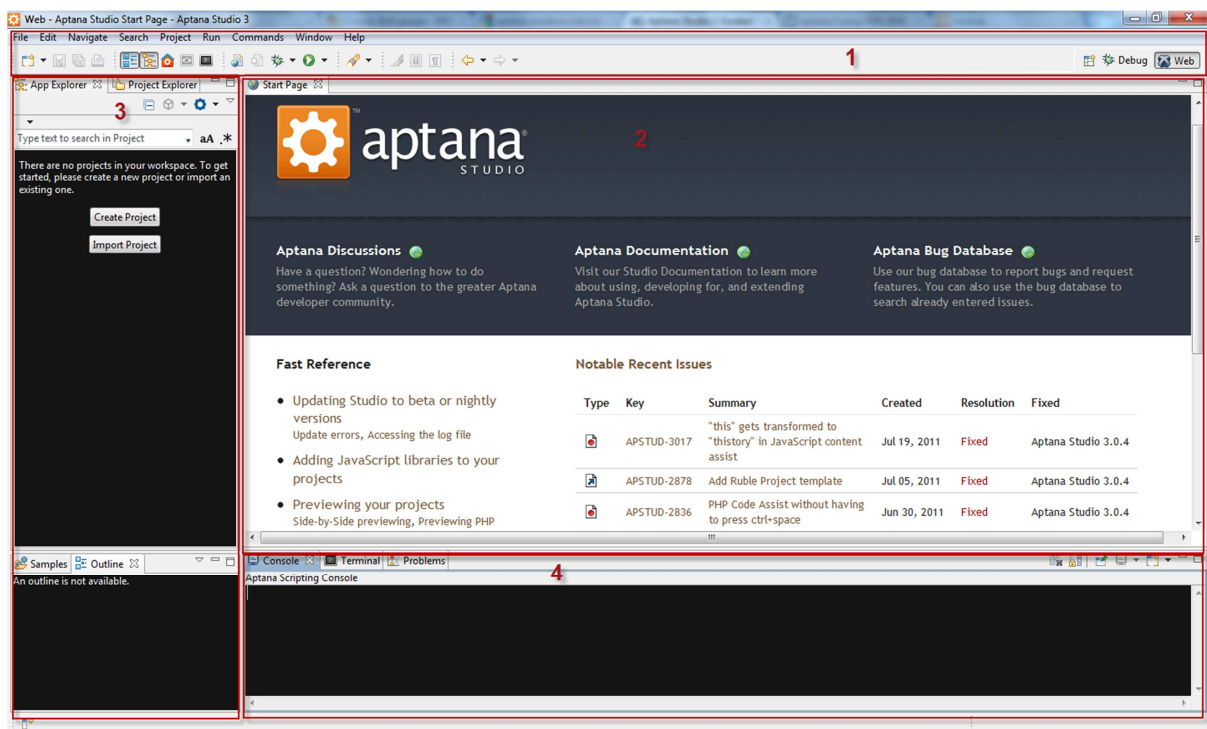 Web - Aptana Studio Start Page - Aptana Studio 3
File Edit Navigate Search Project Run Commands Window Help
1
Debug Web
App Explorer Project Explorer
3
Type text to search in Project
aA .*
There are no projects in your workspace. To get
started, please create a new project or import an
existing one.
Create Project
Import Project
Start Page
2
aptana
STUDIO
TM
®
Aptana Discussions
Have a question? Wondering how to do
something? Ask a question to the greater Aptana
developer community.
Aptana Documentation
Visit our Studio Documentation to learn more
about using, developing for, and extending
Aptana Studio.
Aptana Bug Database
Use our bug database to report bugs and request
features. You can also use the bug database to
search already entered issues.
Fast Reference
• Updating Studio to beta or nightly
versions
Update errors, Accessing the log file
• Adding JavaScript libraries to your
projects
• Previewing your projects
Side-by-Side previewing, Previewing PHP
Notable Recent Issues
Type Key Summary Created Resolution Fixed
"this" gets transformed to
APSTUD-3017 "thistory" in JavaScript content Jul 19, 2011 Fixed Aptana Studio 3.0.4
assist
APSTUD-2878 Add Ruble Project template Jul 05, 2011 Fixed Aptana Studio 3.0.4
PHP Code Assist without having
APSTUD-2836 Jun 30, 2011 Fixed Aptana Studio 3.0.4
to press ctrl+space
Samples Outline
An outline is not available.
Console Terminal Problems
4
Aptana Scripting Console